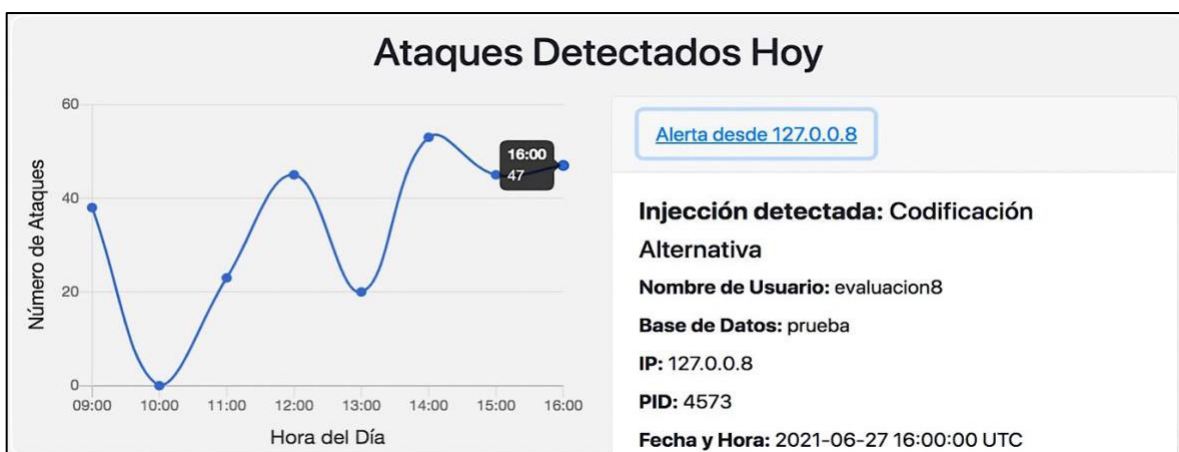 Ataques Detectados Hoy
Número de Ataques
60
40
20
0
09:00
10:00
11:00
12:00
13:00
14:00
15:00
16:00
Hora del Día
16:00
47
Alerta desde 127.0.0.8
Injección detectada: Codificación
Alternativa
Nombre de Usuario: evaluacion8
Base de Datos: prueba
IP: 127.0.0.8
PID: 4573
Fecha y Hora: 2021-06-27 16:00:00 UTC